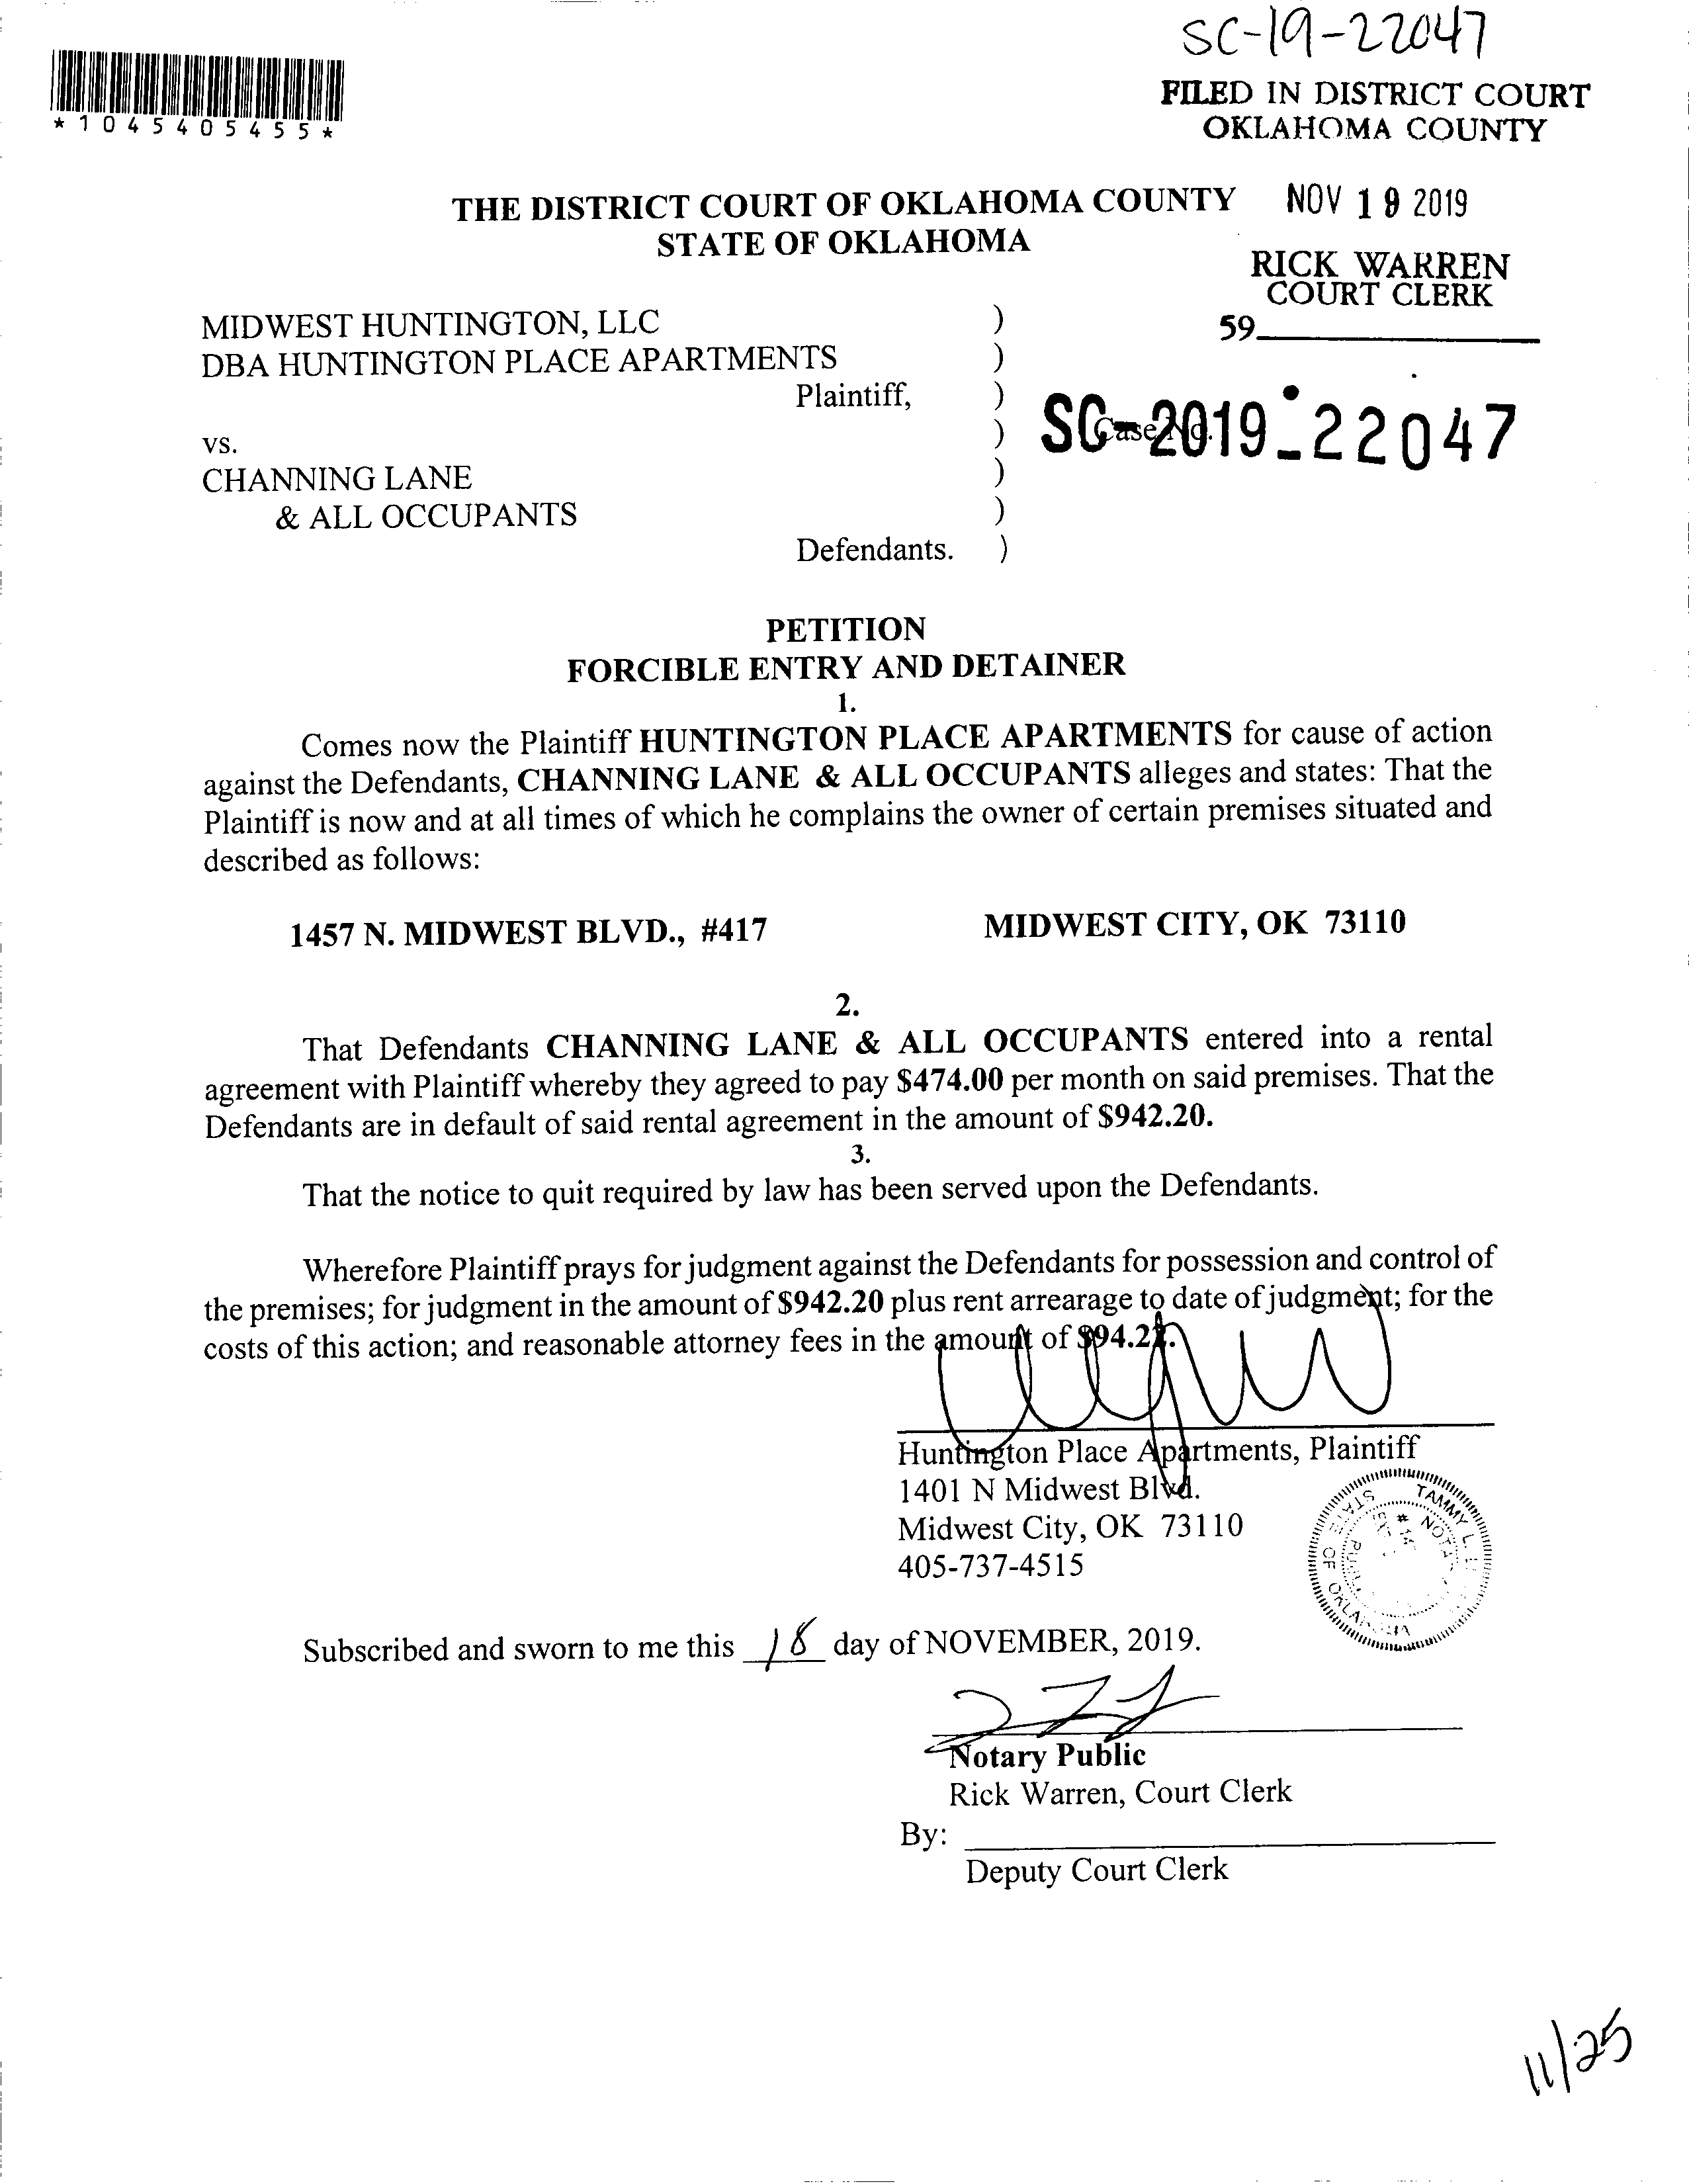 SC-19-22047
*1045405455*
FILED IN DISTRICT COURT
OKLAHOMA COUNTY
THE DISTRICT COURT OF OKLAHOMA COUNTY
STATE OF OKLAHOMA
NOV 19 2019
RICK WARREN
COURT CLERK
59
MIDWEST HUNTINGTON, LLC )
DBA HUNTINGTON PLACE APARTMENTS )
Plaintiff, )
vs. )
CHANNING LANE )
& ALL OCCUPANTS )
Defendants. )
Case No.
SC-2019-22047
PETITION
FORCIBLE ENTRY AND DETAINER
1.
Comes now the Plaintiff HUNTINGTON PLACE APARTMENTS for cause of action
against the Defendants, CHANNING LANE & ALL OCCUPANTS alleges and states: That the
Plaintiff is now and at all times of which he complains the owner of certain premises situated and
described as follows:
1457 N. MIDWEST BLVD., #417 MIDWEST CITY, OK 73110
2.
That Defendants CHANNING LANE & ALL OCCUPANTS entered into a rental
agreement with Plaintiff whereby they agreed to pay $474.00 per month on said premises. That the
Defendants are in default of said rental agreement in the amount of $942.20.
3.
That the notice to quit required by law has been served upon the Defendants.
Wherefore Plaintiff prays for judgment against the Defendants for possession and control of
the premises; for judgment in the amount of $942.20 plus rent arrearage to date of judgment; for the
costs of this action; and reasonable attorney fees in the amount of $94.22.
Huntington Place Apartments, Plaintiff
1401 N Midwest Blvd.
Midwest City, OK 73110
405-737-4515
TAMMY L.
STATE OF OKLAHOMA
Subscribed and sworn to me this 18 day of NOVEMBER, 2019.
Notary Public
Rick Warren, Court Clerk
By:
Deputy Court Clerk
11/25